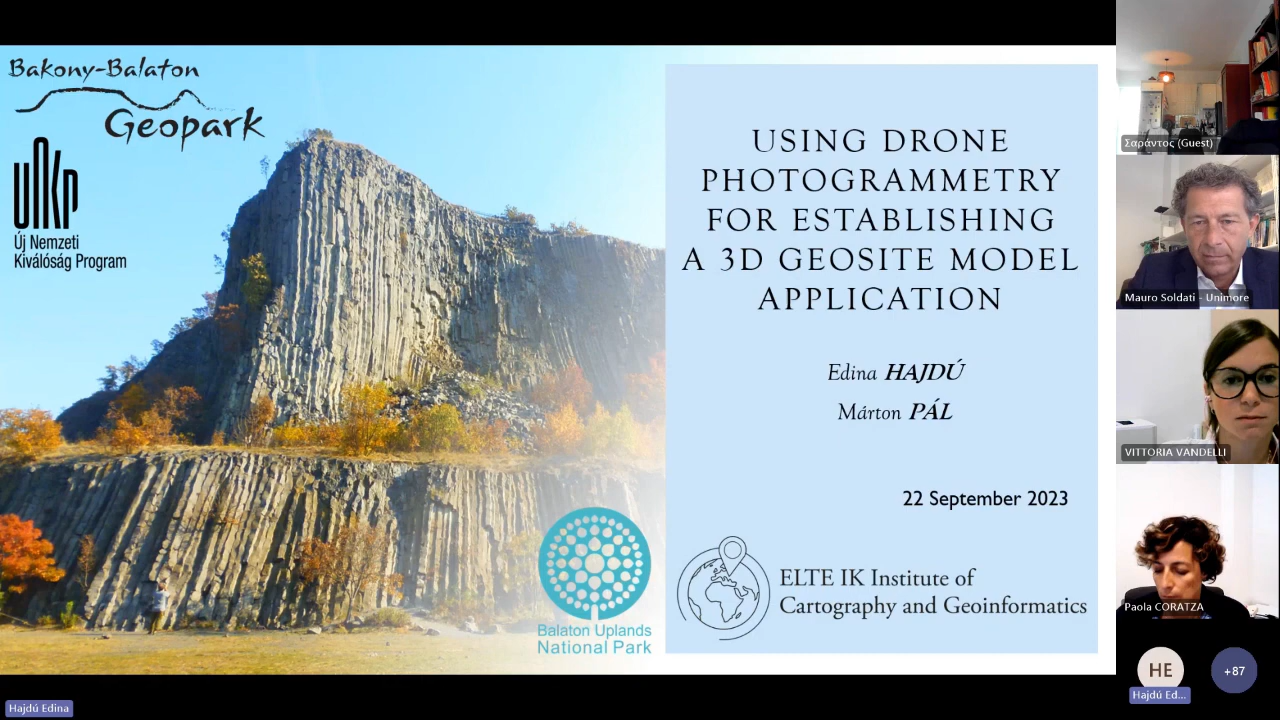 Bakony-Balaton
Geopark
ÚNKP
Új Nemzeti
Kiválóság Program
USING DRONE
PHOTOGRAMMETRY
FOR ESTABLISHING
A 3D GEOSITE MODEL
APPLICATION
Edina HAJDÚ
Márton PÁL
22 September 2023
ELTE IK Institute of
Cartography and Geoinformatics
Balaton Uplands
National Park
Hajdú Edina
Σαράντος (Guest)
Mauro Soldati - Unimore
VITTORIA VANDELLI
Paola CORATZA
HE
Hajdú Ed...
+87